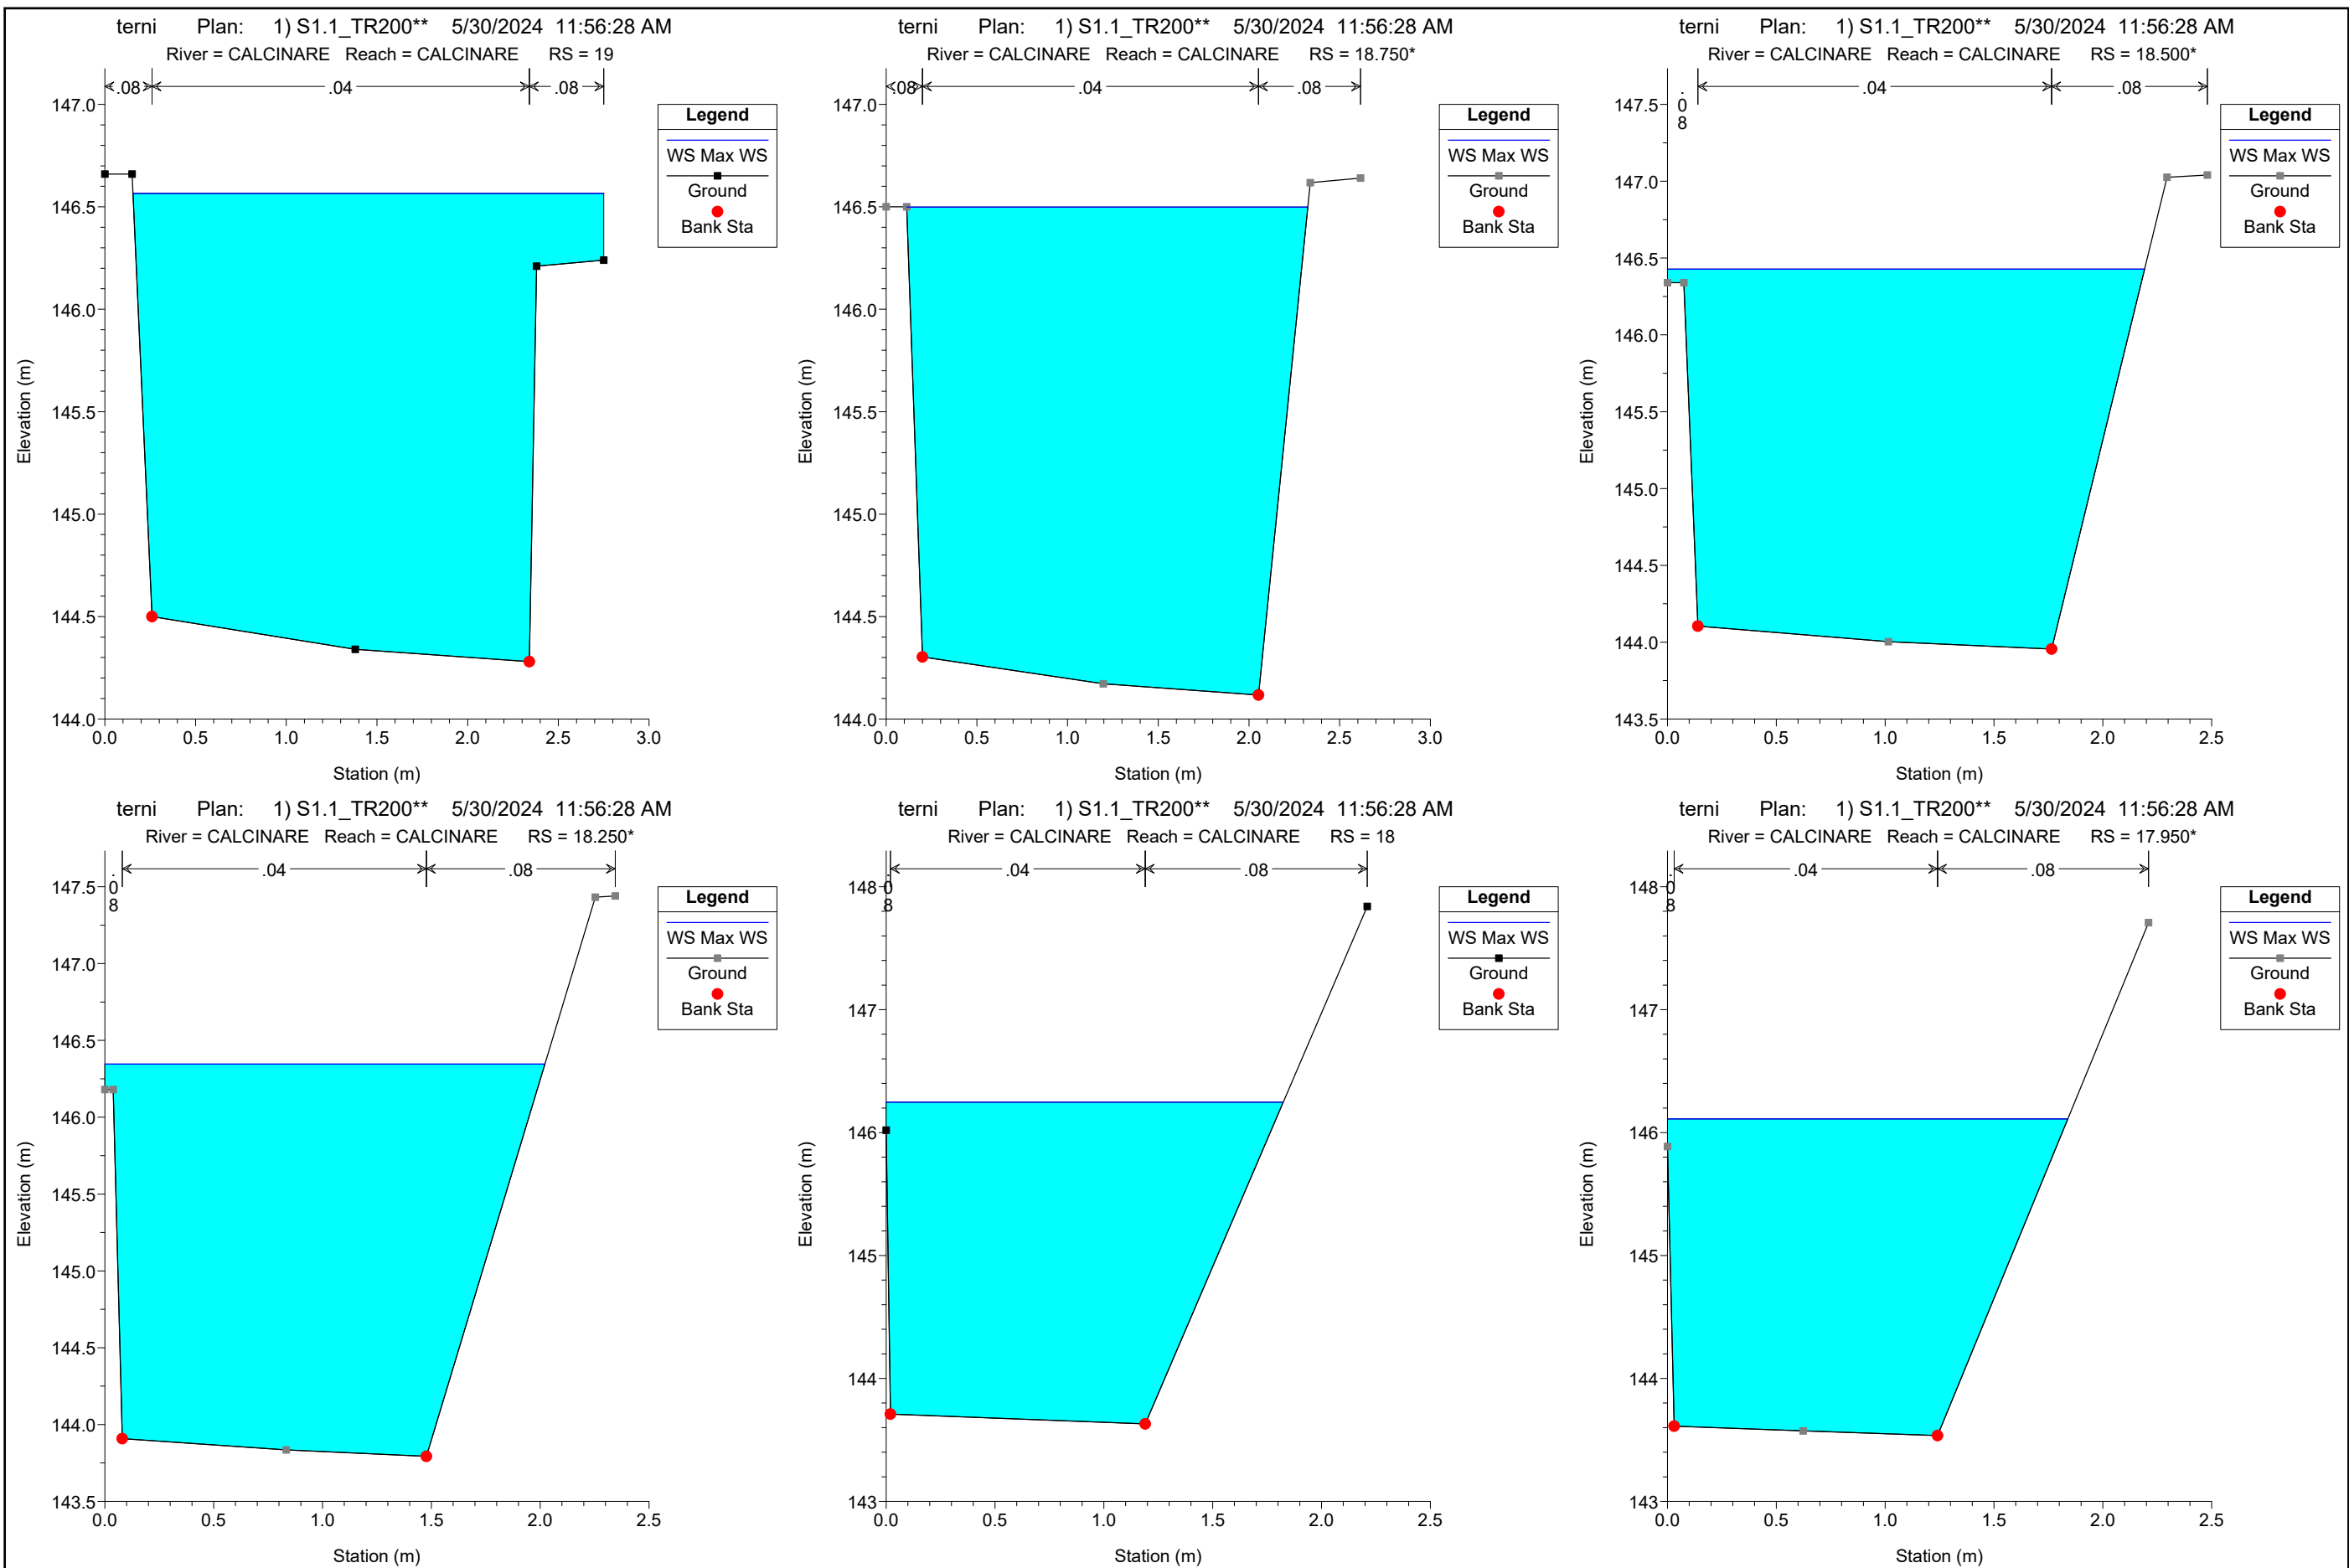 terni Plan: 1) S1.1_TR200** 5/30/2024 11:56:28 AM
River = CALCINARE Reach = CALCINARE RS = 19
.08 .04 .08
Legend
WS Max WS
Ground
Bank Sta
147.0
146.5
146.0
145.5
145.0
144.5
144.0
0.0 0.5 1.0 1.5 2.0 2.5 3.0
Station (m)
Elevation (m)
terni Plan: 1) S1.1_TR200** 5/30/2024 11:56:28 AM
River = CALCINARE Reach = CALCINARE RS = 18.750*
.08 .04 .08
Legend
WS Max WS
Ground
Bank Sta
147.0
146.5
146.0
145.5
145.0
144.5
144.0
0.0 0.5 1.0 1.5 2.0 2.5 3.0
Station (m)
Elevation (m)
terni Plan: 1) S1.1_TR200** 5/30/2024 11:56:28 AM
River = CALCINARE Reach = CALCINARE RS = 18.500*
.08 .04 .08
Legend
WS Max WS
Ground
Bank Sta
147.5
147.0
146.5
146.0
145.5
145.0
144.5
144.0
143.5
0.0 0.5 1.0 1.5 2.0 2.5
Station (m)
Elevation (m)
terni Plan: 1) S1.1_TR200** 5/30/2024 11:56:28 AM
River = CALCINARE Reach = CALCINARE RS = 18.250*
.08 .04 .08
Legend
WS Max WS
Ground
Bank Sta
147.5
147.0
146.5
146.0
145.5
145.0
144.5
144.0
143.5
0.0 0.5 1.0 1.5 2.0 2.5
Station (m)
Elevation (m)
terni Plan: 1) S1.1_TR200** 5/30/2024 11:56:28 AM
River = CALCINARE Reach = CALCINARE RS = 18
.08 .04 .08
Legend
WS Max WS
Ground
Bank Sta
148
147
146
145
144
143
0.0 0.5 1.0 1.5 2.0 2.5
Station (m)
Elevation (m)
terni Plan: 1) S1.1_TR200** 5/30/2024 11:56:28 AM
River = CALCINARE Reach = CALCINARE RS = 17.950*
.08 .04 .08
Legend
WS Max WS
Ground
Bank Sta
148
147
146
145
144
143
0.0 0.5 1.0 1.5 2.0 2.5
Station (m)
Elevation (m)